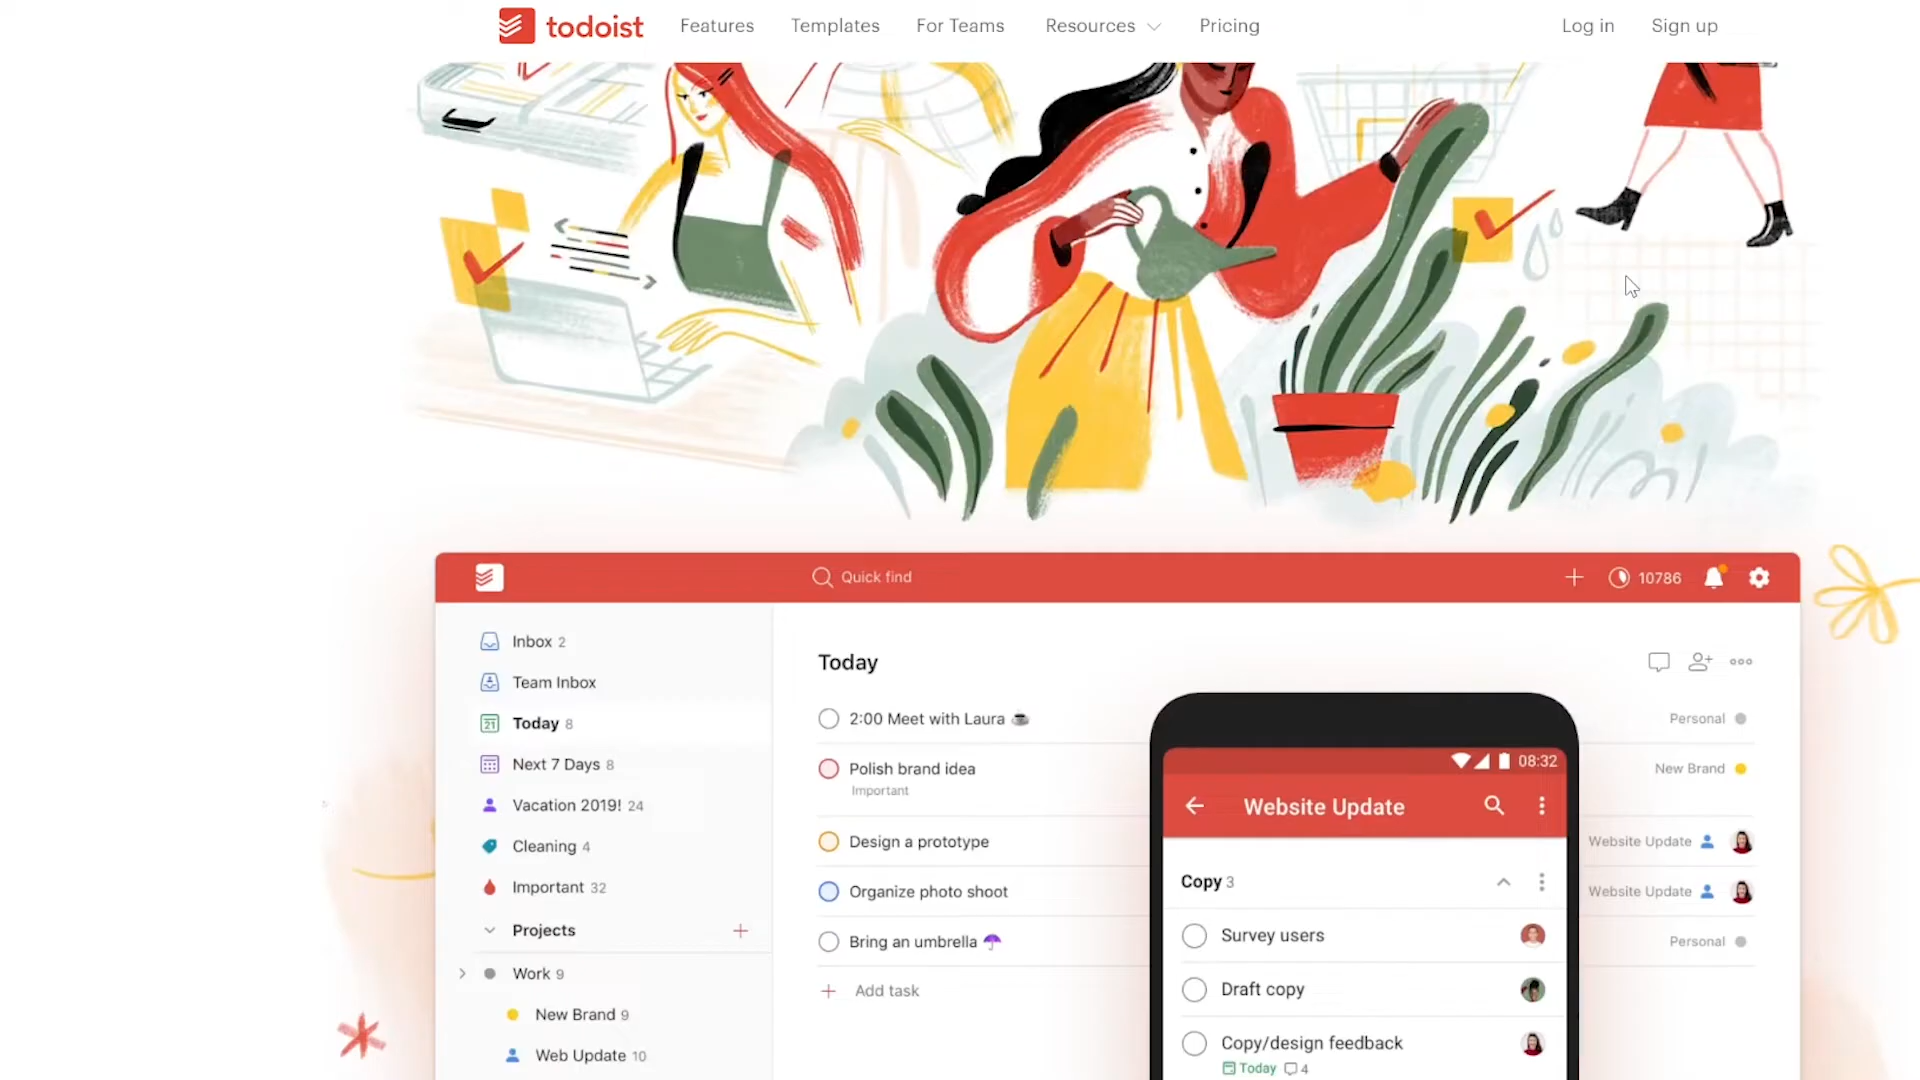 todoist Features Templates For Teams Resources Pricing Log in Sign up
Quick find 10786
Inbox 2
Team Inbox
21 Today 8
Next 7 Days 8
Vacation 2019! 24
Cleaning 4
Important 32
Projects
Work 9
New Brand 9
Web Update 10
Today
2:00 Meet with Laura Personal
Polish brand idea New Brand
Important
Design a prototype Website Update
Organize photo shoot Website Update
Bring an umbrella Personal
Add task
08:32
Website Update
Copy 3
Survey users
Draft copy
Copy/design feedback
Today 4